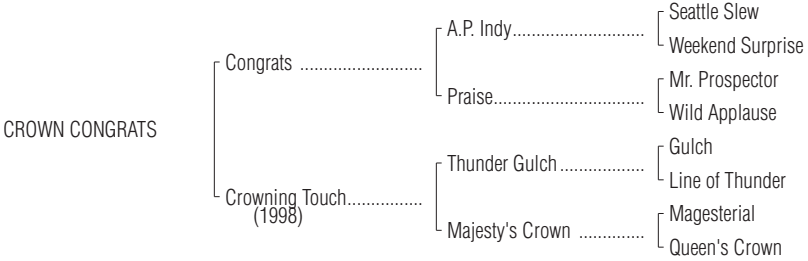 Seattle Slew
A.P. Indy..............................
Weekend Surprise
Congrats ..........................
Mr. Prospector
Praise..................................
Wild Applause
CROWN CONGRATS
Gulch
Thunder Gulch..................
Line of Thunder
Crowning Touch................
(1998)
Magesterial
Majesty's Crown ..............
Queen's Crown